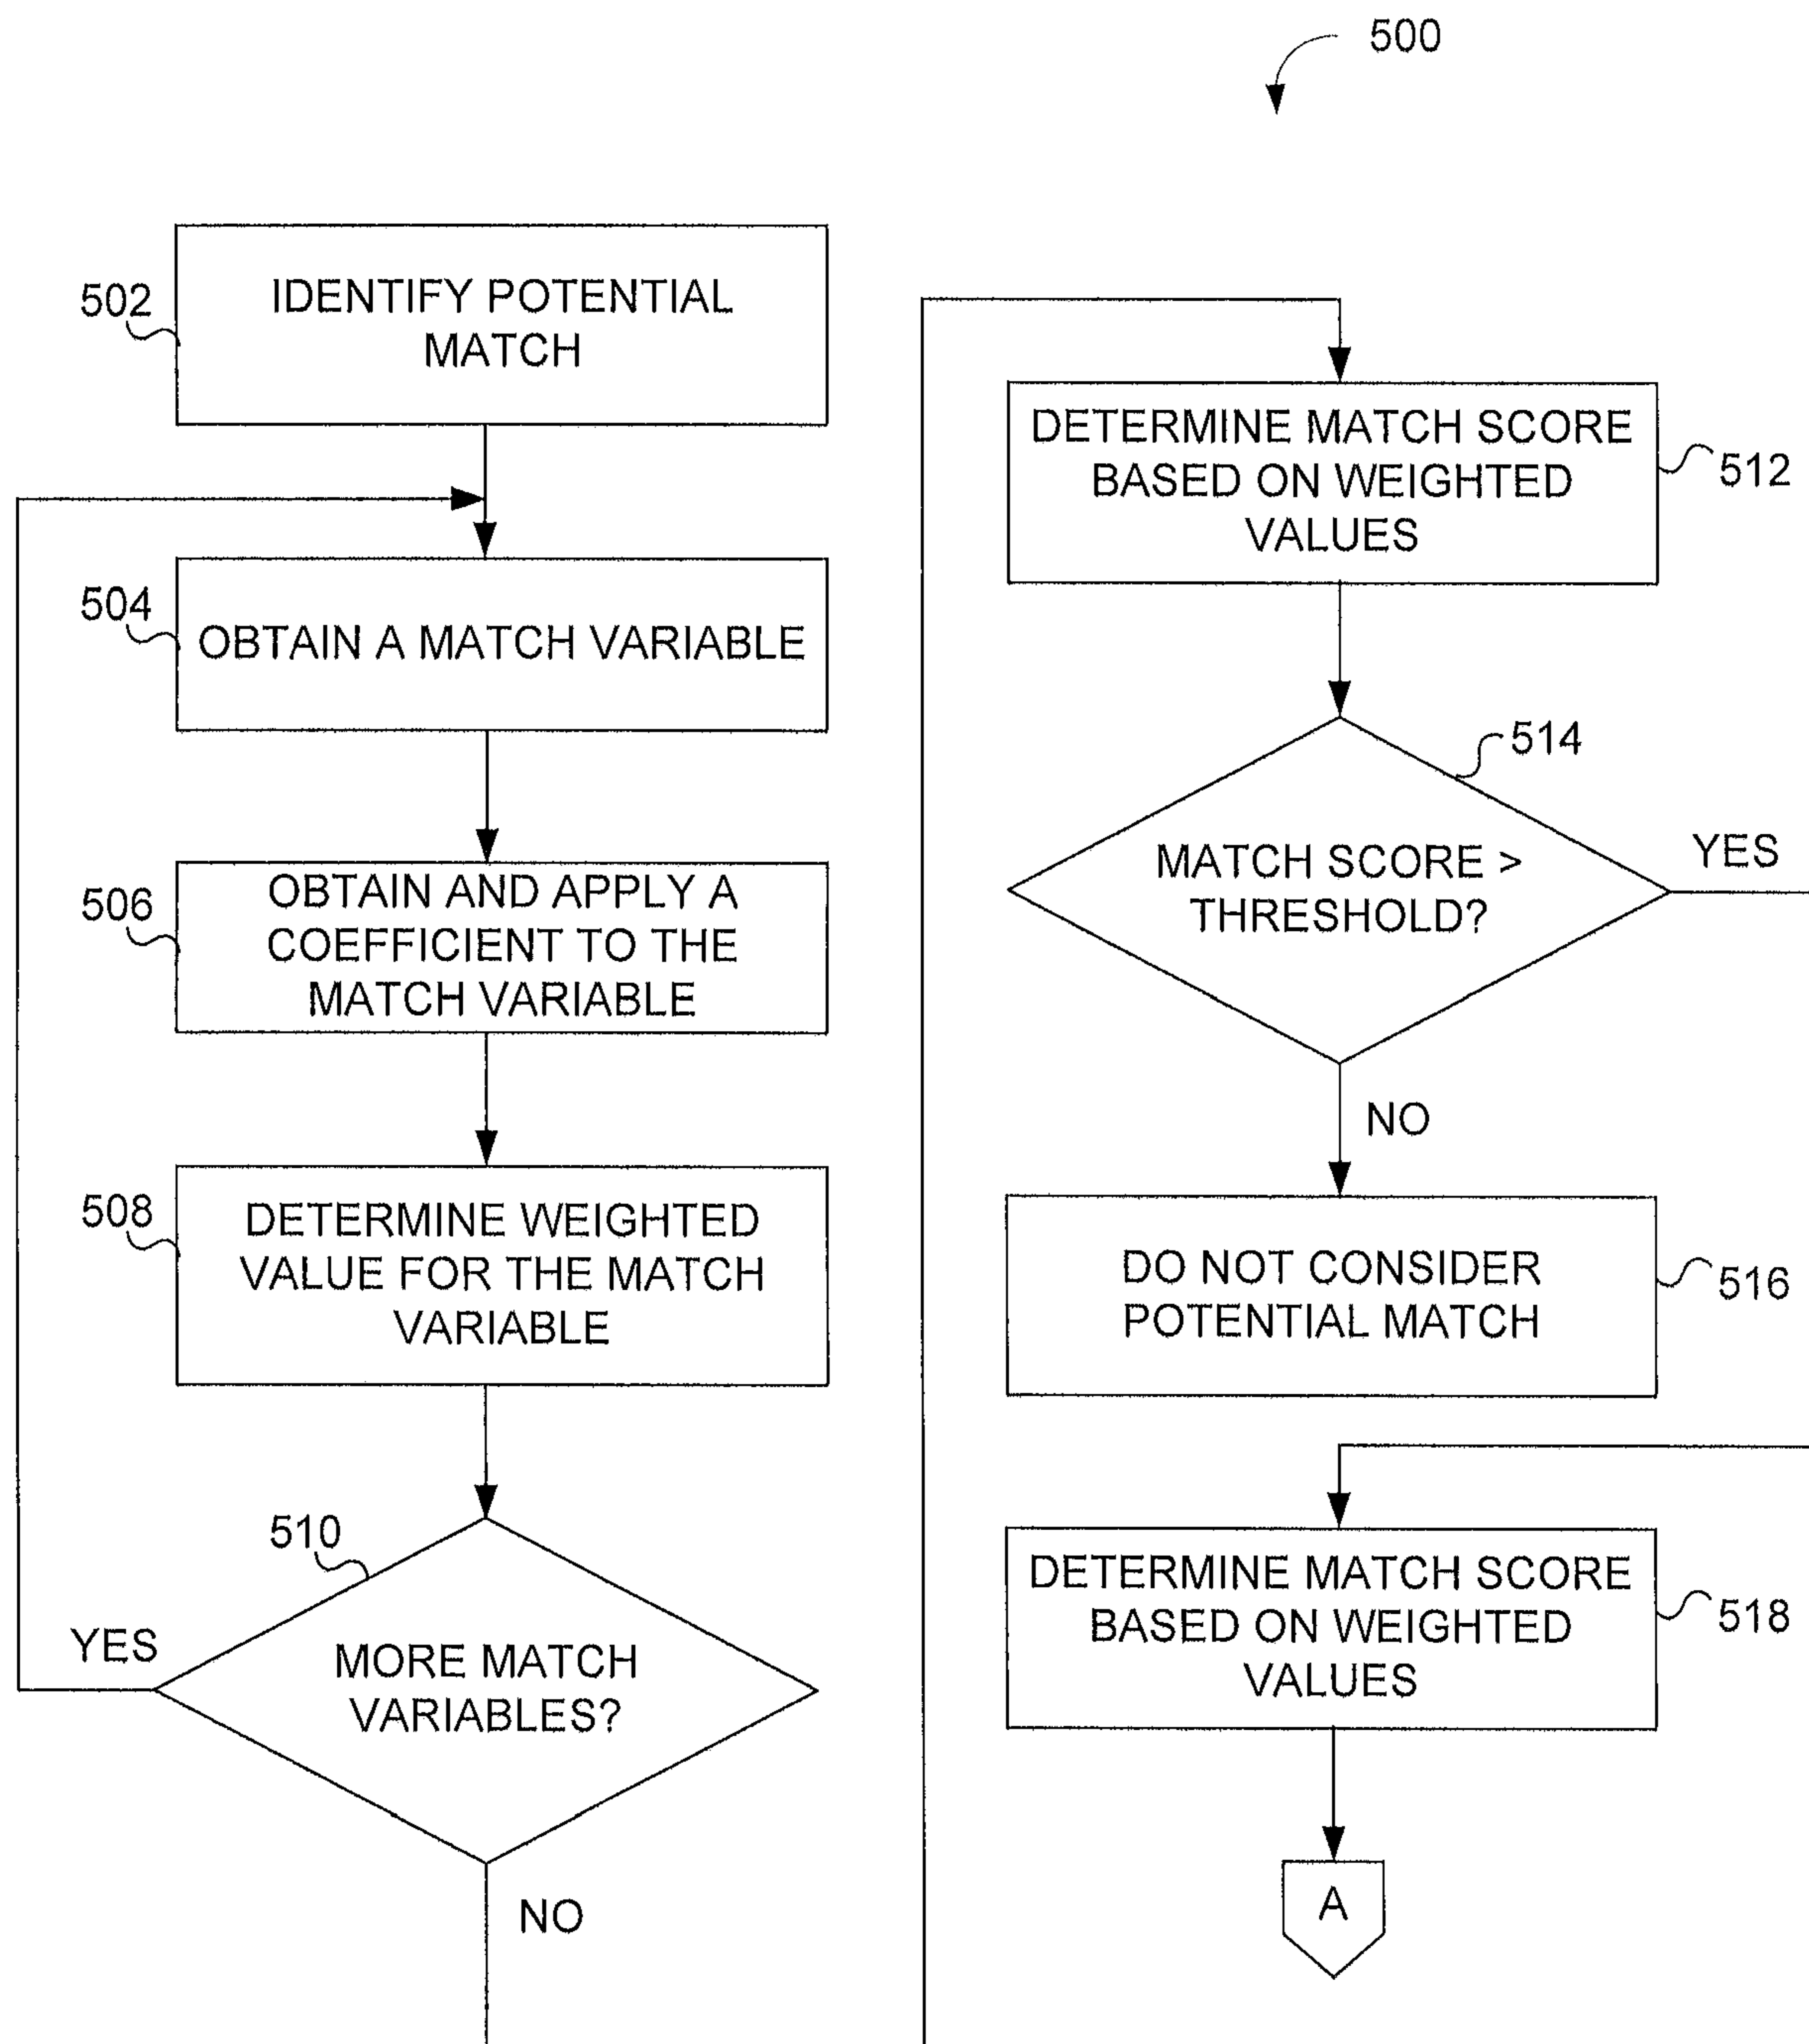 500
502
IDENTIFY POTENTIAL
MATCH
504
OBTAIN A MATCH VARIABLE
506
OBTAIN AND APPLY A
COEFFICIENT TO THE
MATCH VARIABLE
508
DETERMINE WEIGHTED
VALUE FOR THE MATCH
VARIABLE
510
YES
MORE MATCH
VARIABLES?
NO
DETERMINE MATCH SCORE
BASED ON WEIGHTED
VALUES
512
514
MATCH SCORE >
THRESHOLD?
YES
NO
DO NOT CONSIDER
POTENTIAL MATCH
516
DETERMINE MATCH SCORE
BASED ON WEIGHTED
VALUES
518
A